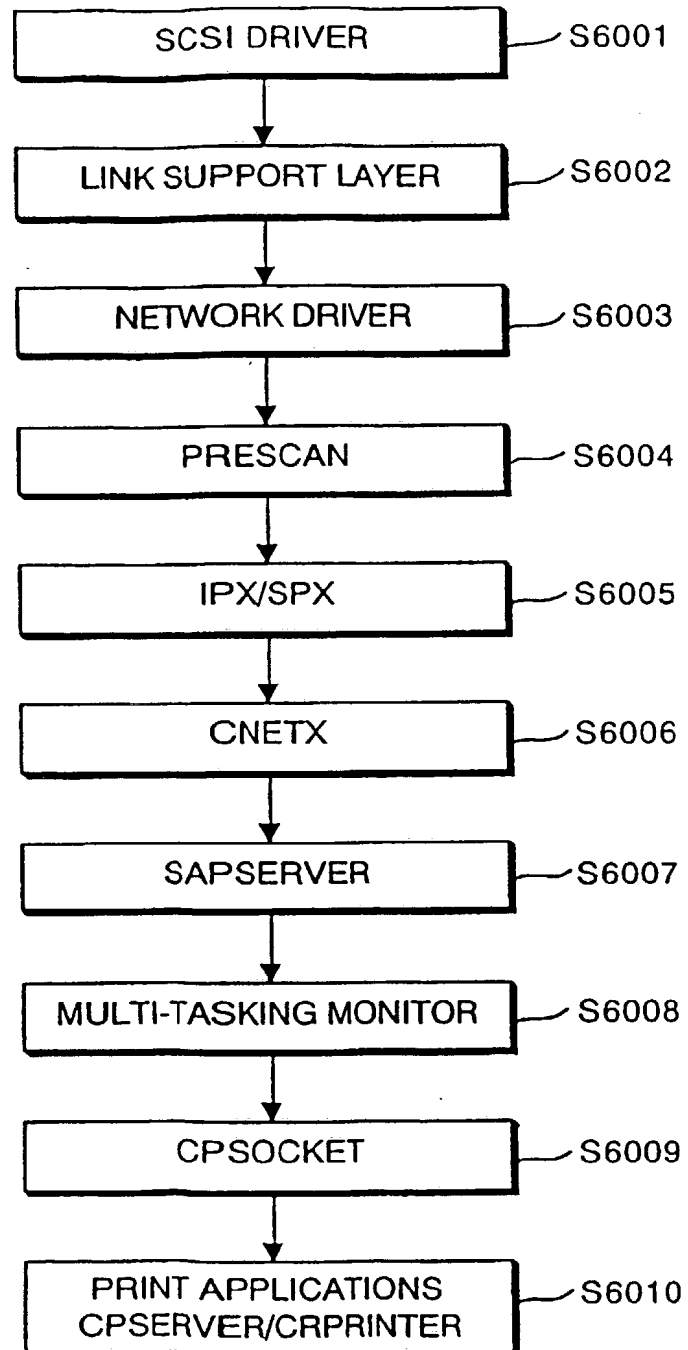 SCSI DRIVER
S6001
LINK SUPPORT LAYER
S6002
NETWORK DRIVER
S6003
PRESCAN
S6004
IPX/SPX
S6005
CNETX
S6006
SAPSERVER
S6007
MULTI-TASKING MONITOR
S6008
CPSOCKET
S6009
PRINT APPLICATIONS
CPSERVER/CRPRINTER
S6010